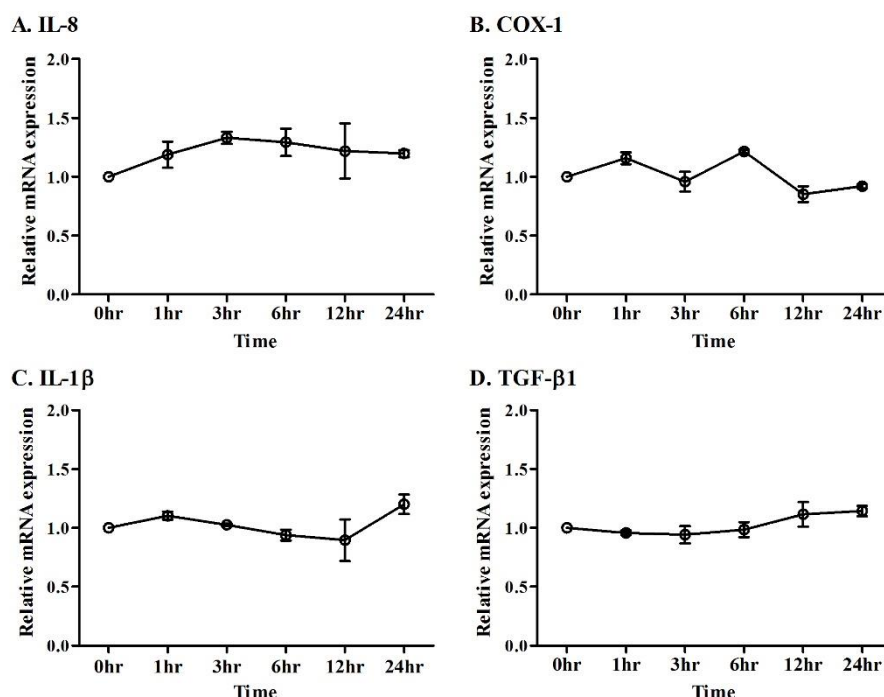 A. IL-8
Relative mRNA expression
2.0
1.5
1.0
0.5
0.0
0hr 1hr 3hr 6hr 12hr 24hr
Time
B. COX-1
Relative mRNA expression
2.0
1.5
1.0
0.5
0.0
0hr 1hr 3hr 6hr 12hr 24hr
Time
C. IL-1β
Relative mRNA expression
2.0
1.5
1.0
0.5
0.0
0hr 1hr 3hr 6hr 12hr 24hr
Time
D. TGF-β1
Relative mRNA expression
2.0
1.5
1.0
0.5
0.0
0hr 1hr 3hr 6hr 12hr 24hr
Time